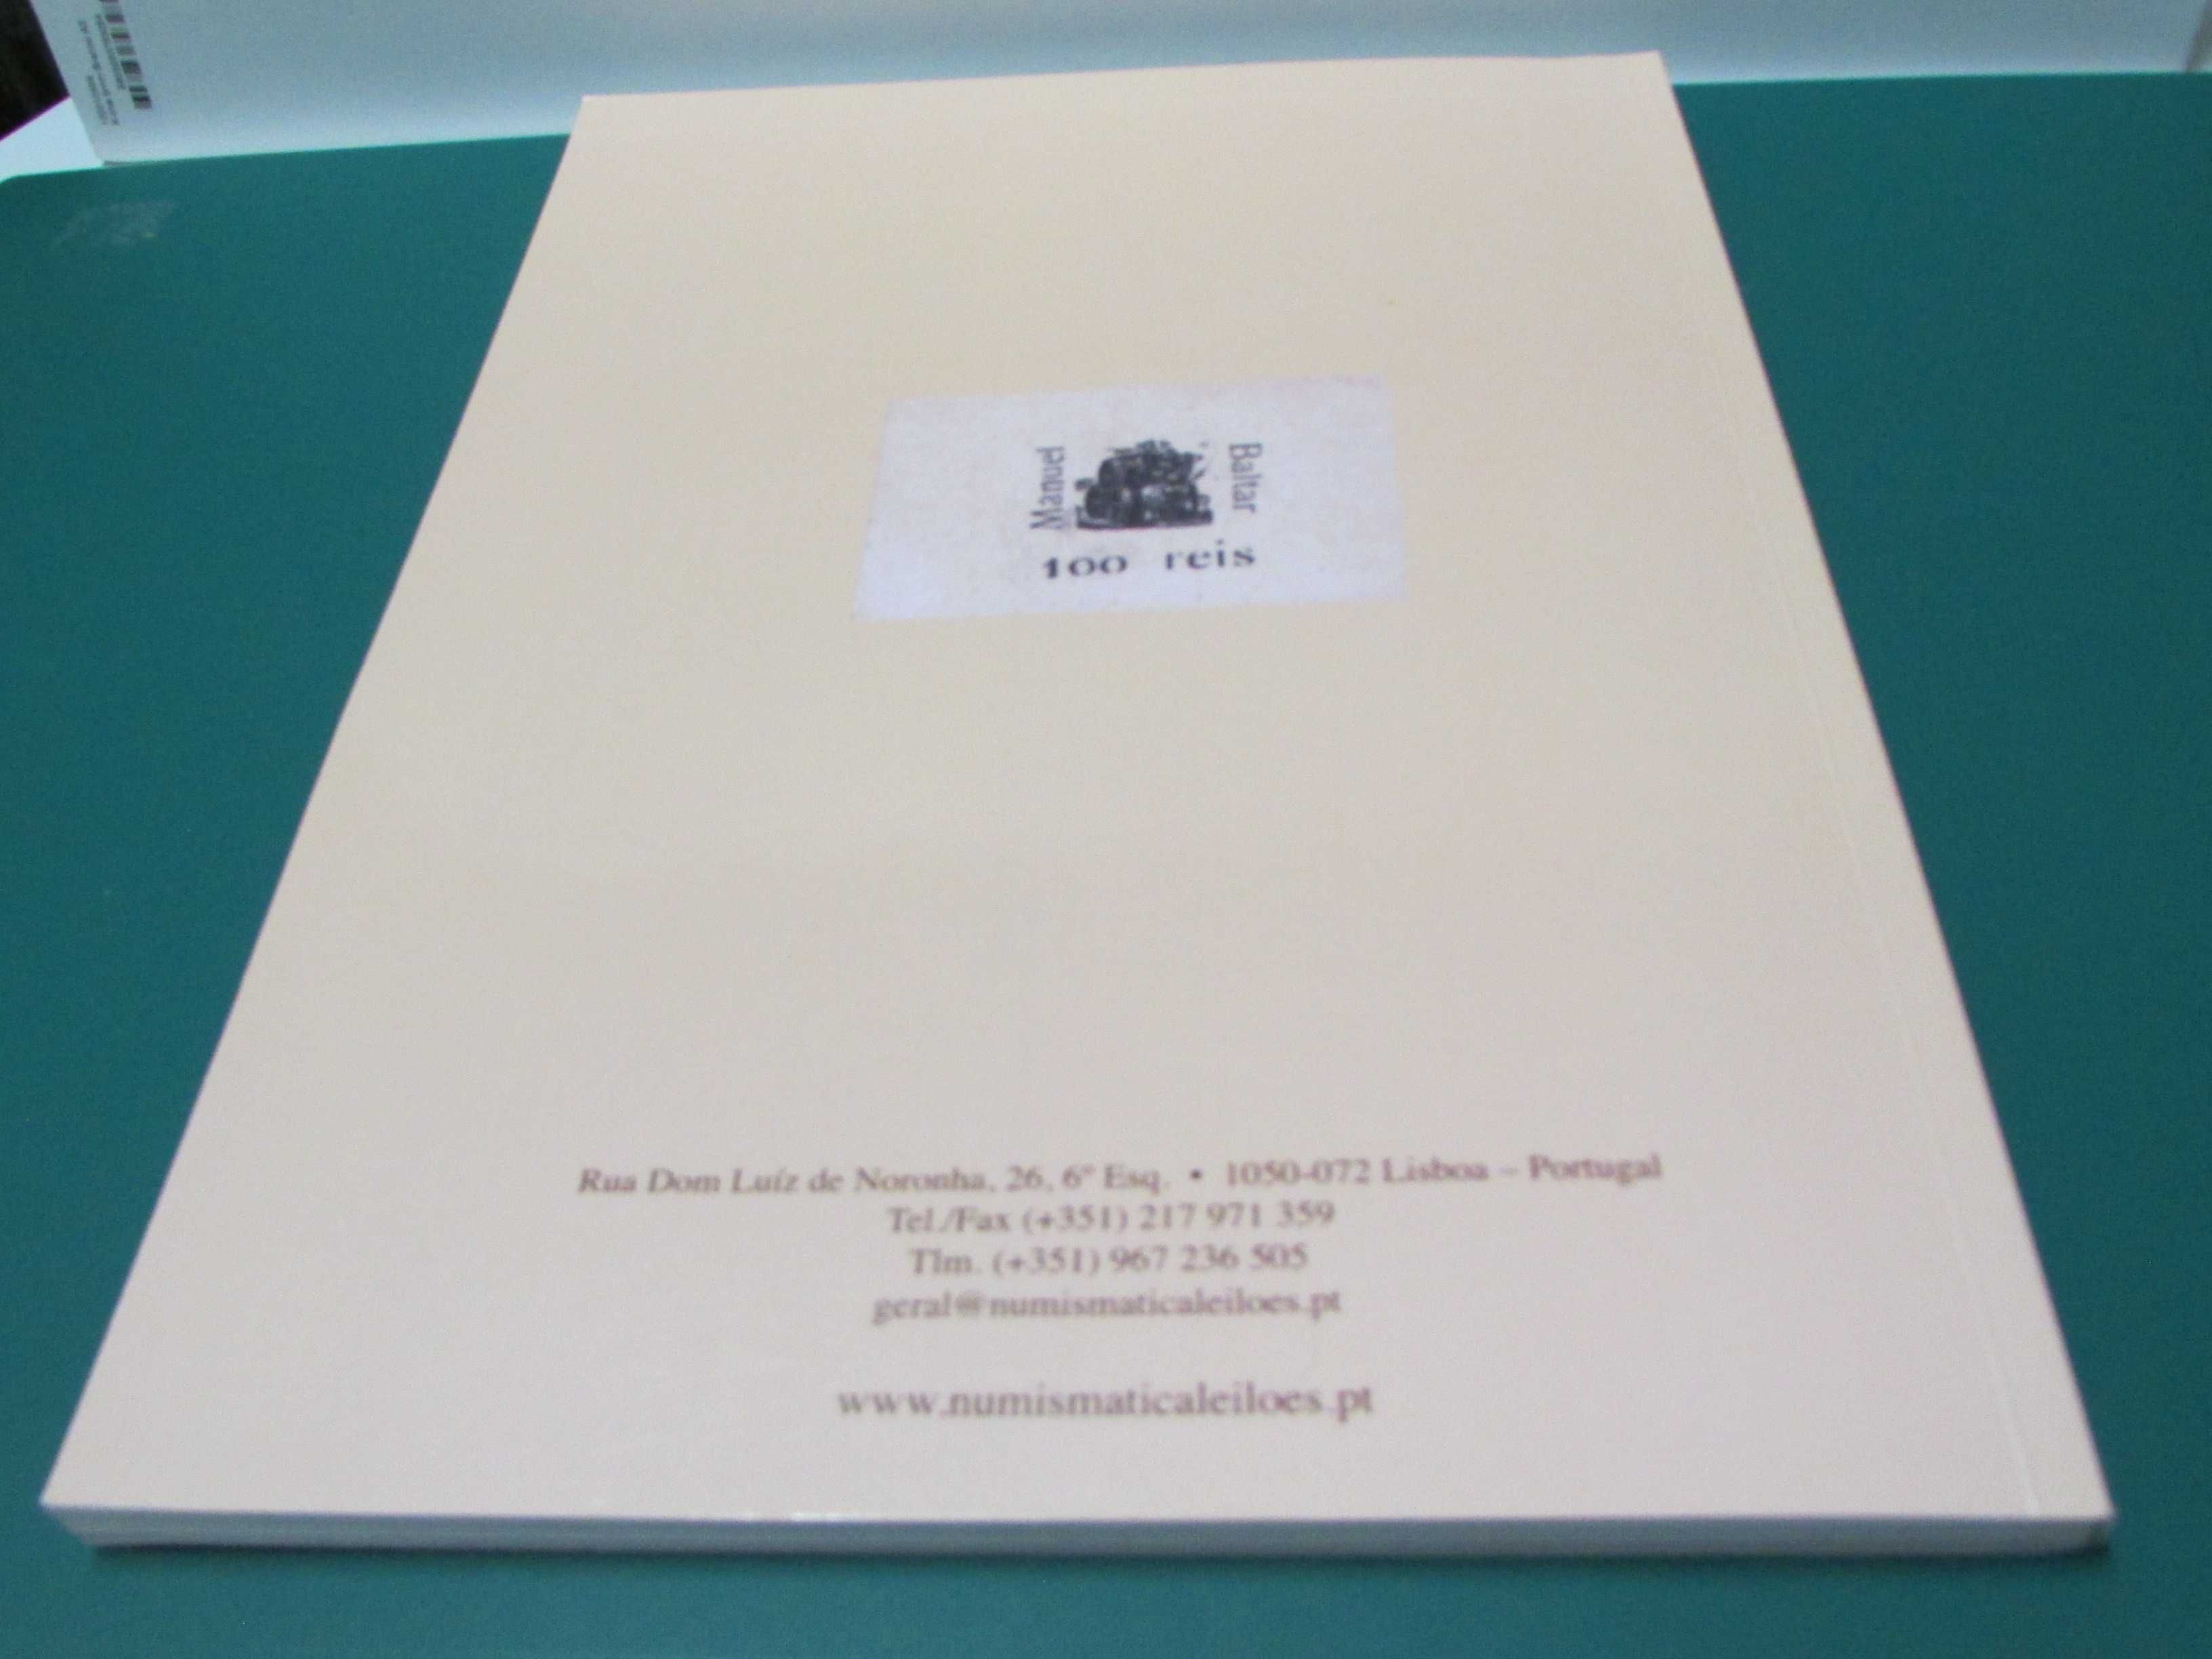 Manuel
Baltar
100 reis
Rua Dom Luíz de Noronha, 26, 6º Esq. • 1050-072 Lisboa – Portugal
Tel./Fax (+351) 217 971 359
Tlm. (+351) 967 236 505
geral@numismaticaleiloes.pt
www.numismaticaleiloes.pt